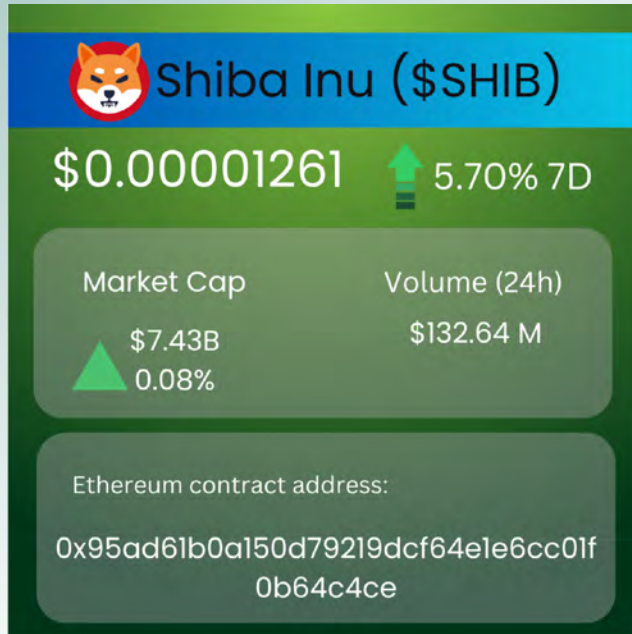 Shiba Inu ($SHIB)
$0.00001261
5.70% 7D
Market Cap
Volume (24h)
$7.43B
$132.64 M
0.08%
Ethereum contract address:
0x95ad61b0a150d79219dcf64e1e6cc01f
0b64c4ce